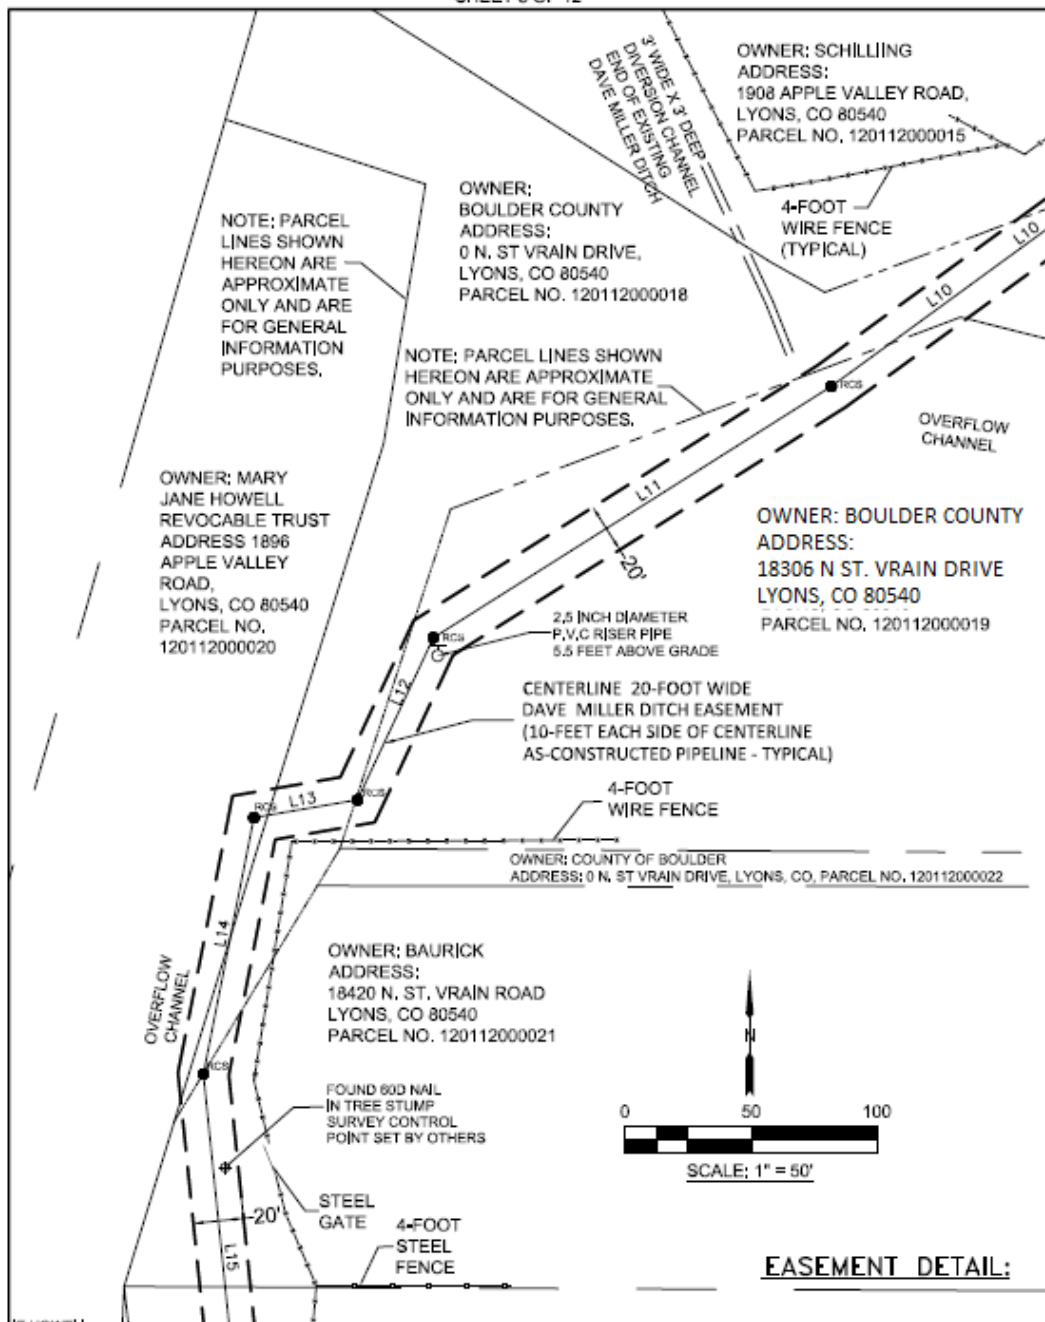 OWNER: SCHILLING
ADDRESS:
1908 APPLE VALLEY ROAD,
LYONS, CO 80540
PARCEL NO. 120112000015
3' WIDE X 3' DEEP
DIVERSION CHANNEL
END OF EXISTING
DAVE MILLER DITCH
4-FOOT
WIRE FENCE
(TYPICAL)
OWNER:
BOULDER COUNTY
ADDRESS:
0 N. ST VRAIN DRIVE,
LYONS, CO 80540
PARCEL NO. 120112000018
NOTE: PARCEL
LINES SHOWN
HEREON ARE
APPROXIMATE
ONLY AND ARE
FOR GENERAL
INFORMATION
PURPOSES.
L10
L10
NOTE: PARCEL LINES SHOWN
HEREON ARE APPROXIMATE
ONLY AND ARE FOR GENERAL
INFORMATION PURPOSES.
RCS
OVERFLOW
CHANNEL
OWNER: MARY
JANE HOWELL
REVOCABLE TRUST
ADDRESS 1896
APPLE VALLEY
ROAD,
LYONS, CO 80540
PARCEL NO.
120112000020
L11
20'
OWNER: BOULDER COUNTY
ADDRESS:
18306 N ST. VRAIN DRIVE
LYONS, CO 80540
PARCEL NO. 120112000019
RCS
2.5 INCH DIAMETER
P.V.C RISER PIPE
5.5 FEET ABOVE GRADE
L12
CENTERLINE 20-FOOT WIDE
DAVE MILLER DITCH EASEMENT
(10-FEET EACH SIDE OF CENTERLINE
AS-CONSTRUCTED PIPELINE - TYPICAL)
RCS
L13
RCS
4-FOOT
WIRE FENCE
OWNER: COUNTY OF BOULDER
ADDRESS: 0 N. ST VRAIN DRIVE, LYONS, CO, PARCEL NO. 120112000022
L14
OVERFLOW
CHANNEL
OWNER: BAURICK
ADDRESS:
18420 N. ST. VRAIN ROAD
LYONS, CO 80540
PARCEL NO. 120112000021
RCS
FOUND 60D NAIL
IN TREE STUMP
SURVEY CONTROL
POINT SET BY OTHERS
N
0 50 100
SCALE: 1" = 50'
STEEL
GATE
20'
L15
4-FOOT
STEEL
FENCE
EASEMENT DETAIL: